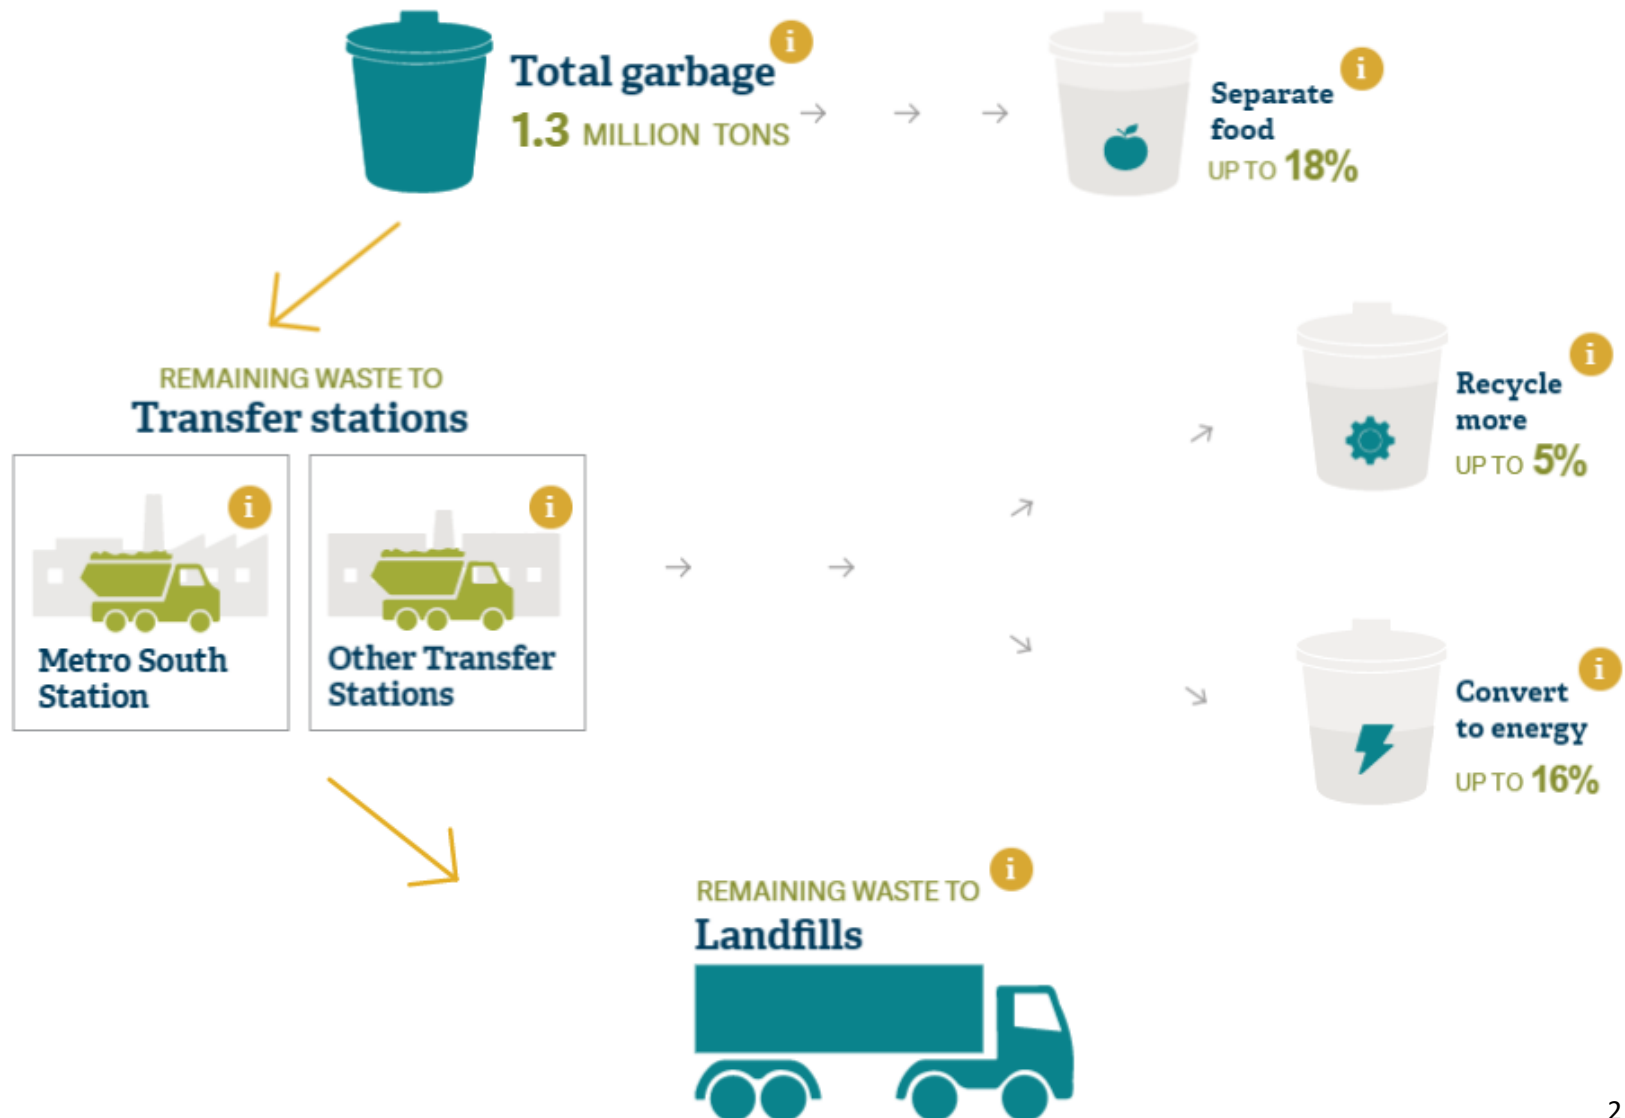 Total garbage
1.3 MILLION TONS
i
Separate
food
UP TO 18%
i
REMAINING WASTE TO
Transfer stations
i
Metro South
Station
i
Other Transfer
Stations
Recycle
more
UP TO 5%
i
Convert
to energy
UP TO 16%
i
REMAINING WASTE TO
Landfills
i
2